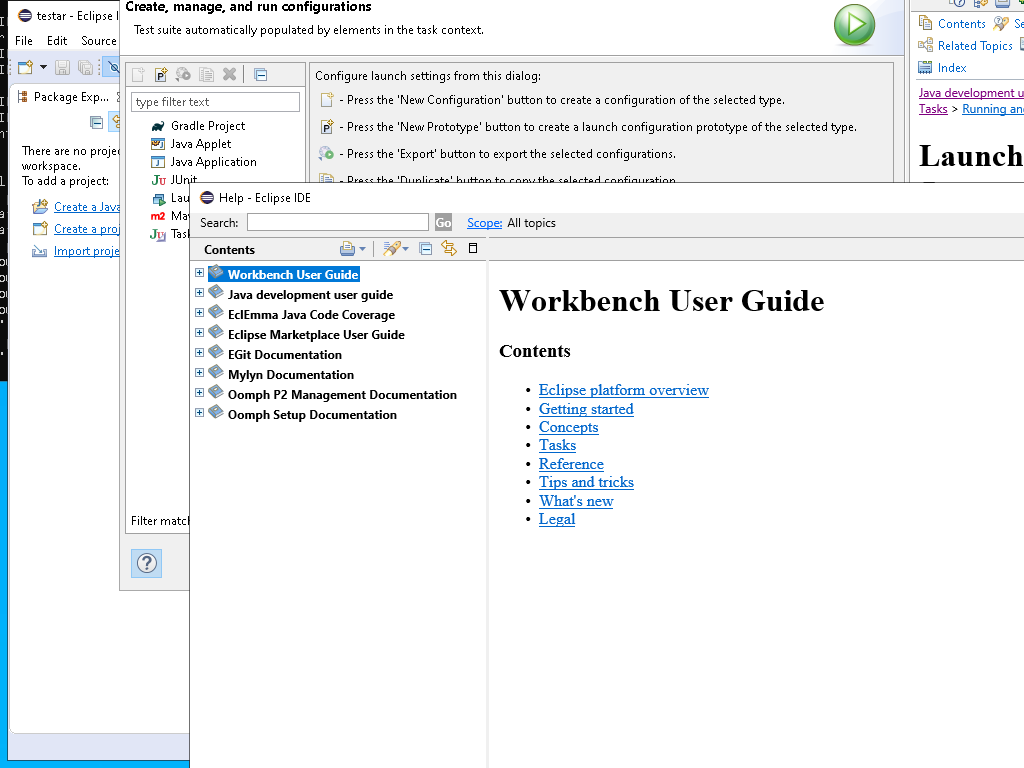 testar - Eclipse I
File Edit Source
Package Exp...
There are no projec
workspace.
To add a project:
Create a Java
Create a proj
Import proje
Create, manage, and run configurations
Test suite automatically populated by elements in the task context.
type filter text
Gradle Project
Java Applet
Java Application
JUnit
Lau
Mav
Task
Filter match
Configure launch settings from this dialog:
- Press the 'New Configuration' button to create a configuration of the selected type.
- Press the 'New Prototype' button to create a launch configuration prototype of the selected type.
- Press the 'Export' button to export the selected configurations.
- Press the 'Duplicate' button to copy the selected configuration.
Contents Se
Related Topics
Index
Java development u
Tasks > Running and
Launch
Help - Eclipse IDE
Search: Go Scope: All topics
Contents
Workbench User Guide
Java development user guide
EclEmma Java Code Coverage
Eclipse Marketplace User Guide
EGit Documentation
Mylyn Documentation
Oomph P2 Management Documentation
Oomph Setup Documentation
Workbench User Guide
Contents
• Eclipse platform overview
• Getting started
• Concepts
• Tasks
• Reference
• Tips and tricks
• What's new
• Legal